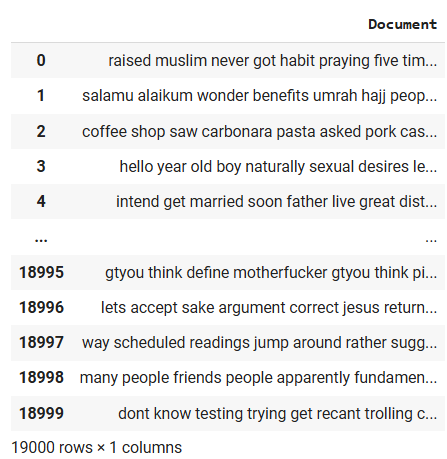 Document
0 raised muslim never got habit praying five tim...
1 salamu alaikum wonder benefits umrah hajj peop...
2 coffee shop saw carbonara pasta asked pork cas...
3 hello year old boy naturally sexual desires le...
4 intend get married soon father live great dist...
... ...
18995 gtyou think define motherfucker gtyou think pi...
18996 lets accept sake argument correct jesus return...
18997 way scheduled readings jump around rather sugg...
18998 many people friends people apparently fundamen...
18999 dont know testing trying get recant trolling c...
19000 rows × 1 columns